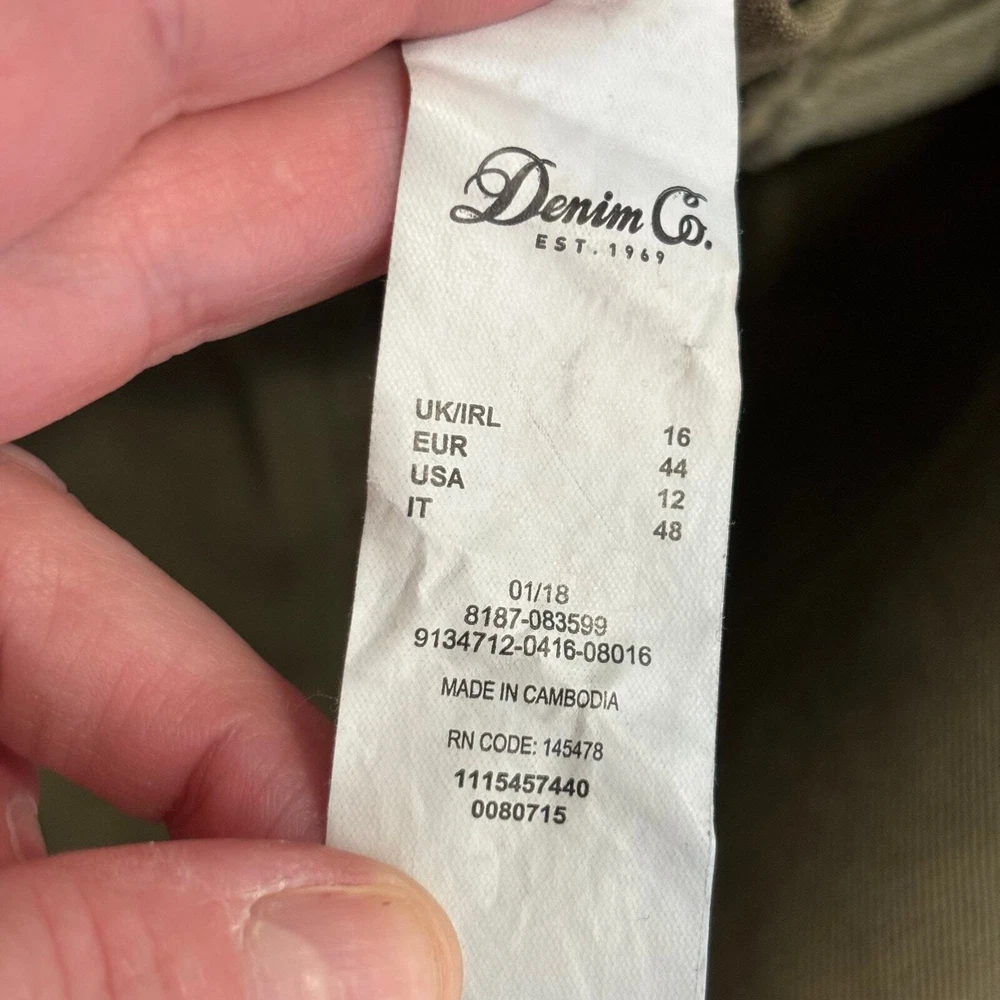 Denim Co.
EST. 1969
UK/IRL 16
EUR 44
USA 12
IT 48
01/18
8187-083599
9134712-0416-08016
MADE IN CAMBODIA
RN CODE: 145478
1115457440
0080715